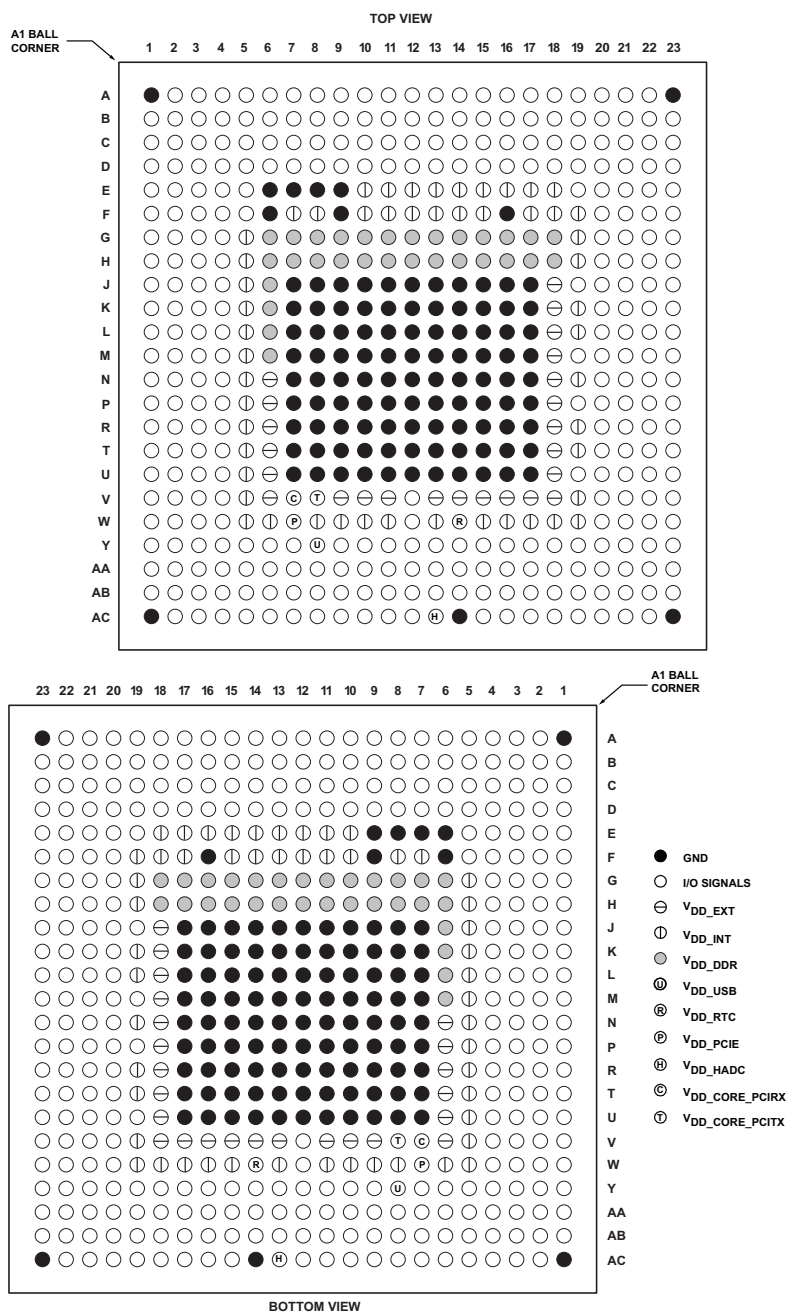 TOP VIEW
A1 BALL
CORNER
1 2 3 4 5 6 7 8 9 10 11 12 13 14 15 16 17 18 19 20 21 22 23
A
B
C
D
E
F
G
H
J
K
L
M
N
P
R
T
U
V C T
W P R
Y U
AA
AB
AC H
A1 BALL
CORNER
23 22 21 20 19 18 17 16 15 14 13 12 11 10 9 8 7 6 5 4 3 2 1
A
B
C
D
E
F
G
H
J
K
L
M
N
P
R
T
U
T C V
R P W
U Y
AA
AB
H AC
GND
I/O SIGNALS
VDD_EXT
VDD_INT
VDD_DDR
U VDD_USB
R VDD_RTC
P VDD_PCIE
H VDD_HADC
C VDD_CORE_PCIRX
T VDD_CORE_PCITX
BOTTOM VIEW